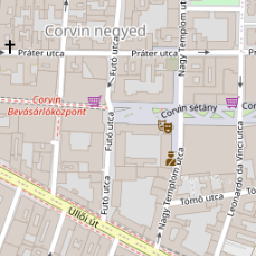 Corvin negyed
Práter utca
Práter utca
Futó utca
Nagy Templom utca
Corvin
Bevásárlóközpont
Corvin sétány
Futó utca
Futó utca
Nagy Templom utca
Leonardo da Vinci utca
Tömő utca
Üllői út